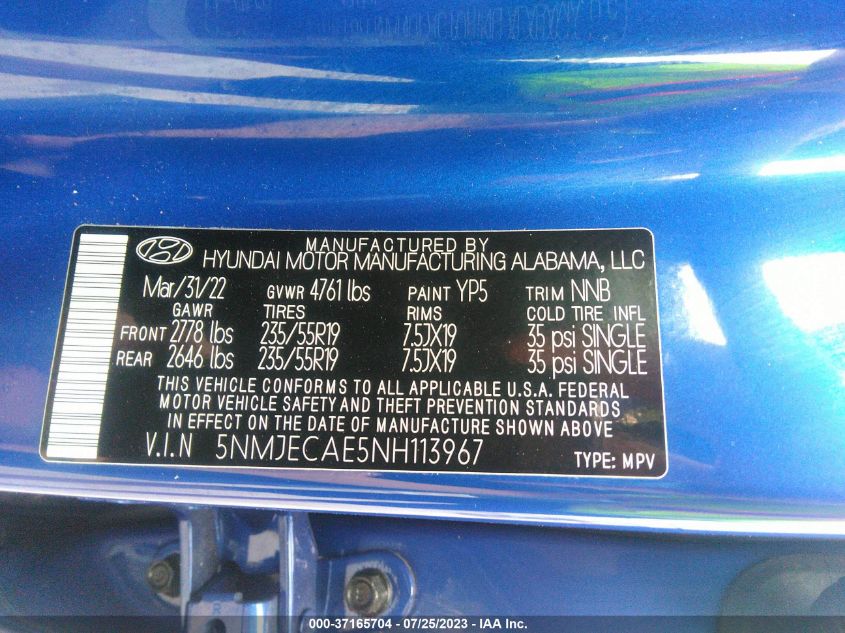 MANUFACTURED BY
HYUNDAI MOTOR MANUFACTURING ALABAMA, LLC
Mar/31/22 GVWR 4761 lbs PAINT YP5 TRIM NNB
GAWR TIRES RIMS COLD TIRE INFL
FRONT 2778 lbs 235/55R19 7.5JX19 35 psi SINGLE
REAR 2646 lbs 235/55R19 7.5JX19 35 psi SINGLE
THIS VEHICLE CONFORMS TO ALL APPLICABLE U.S.A. FEDERAL
MOTOR VEHICLE SAFETY AND THEFT PREVENTION STANDARDS
IN EFFECT ON THE DATE OF MANUFACTURE SHOWN ABOVE
V.I.N 5NMJECAE5NH113967 TYPE: MPV
000-37165704 / 07/25/2023 - IAA Inc.